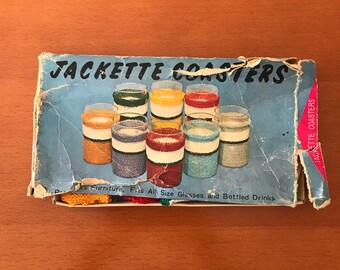 JACKETTE COASTERS
Furniture, Fits All Size Glasses and Bottled Drinks
JACKETTE COASTERS